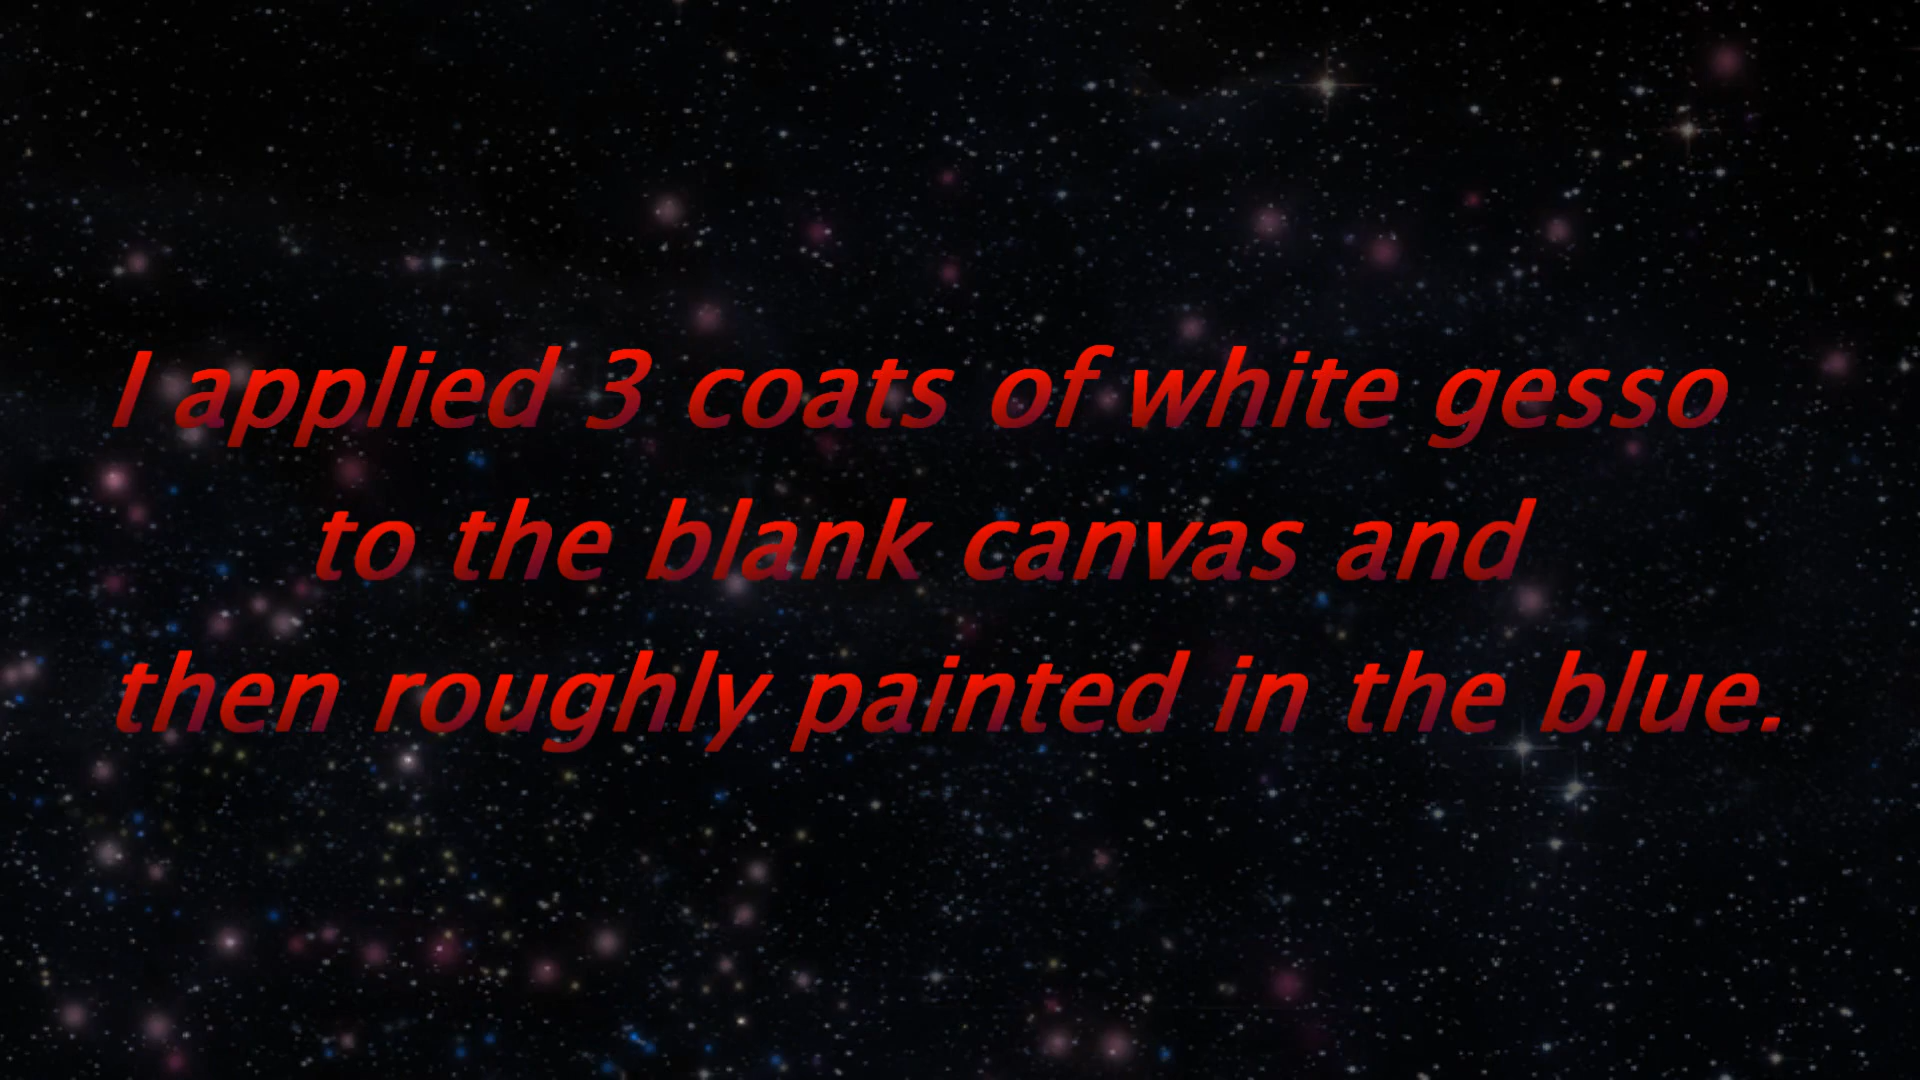 I applied 3 coats of white gesso
to the blank canvas and
then roughly painted in the blue.